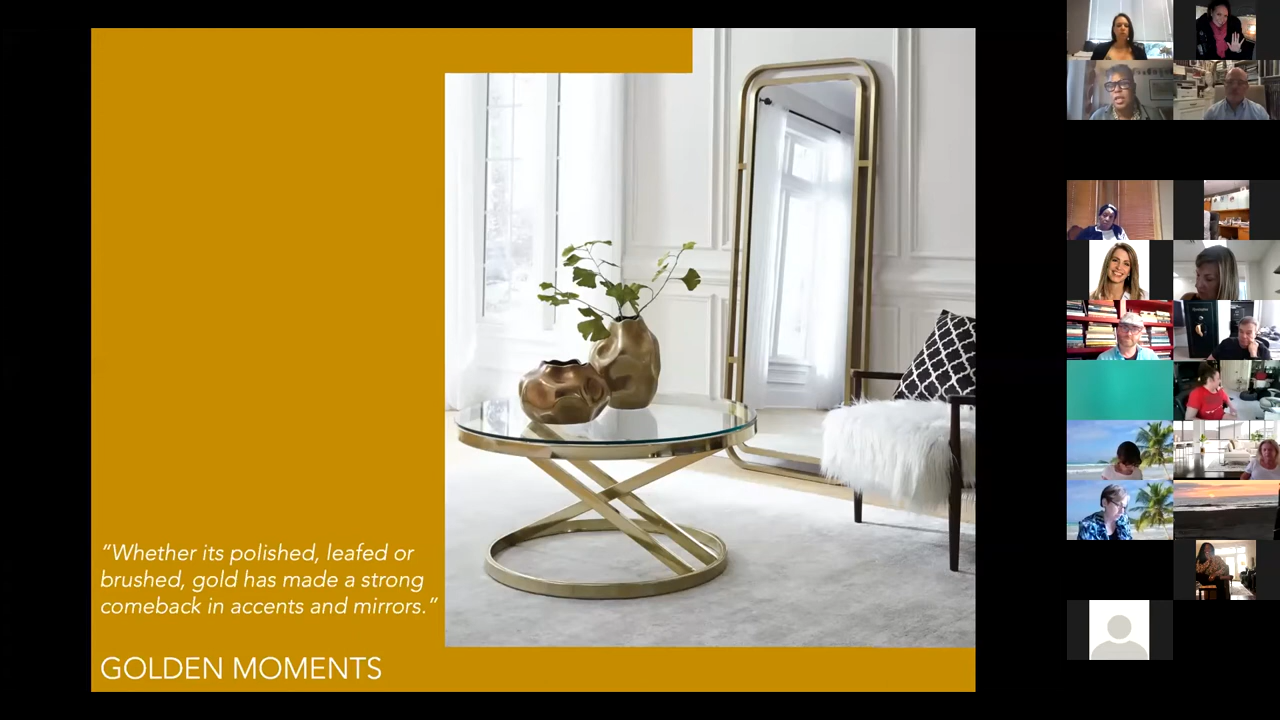 “Whether its polished, leafed or
brushed, gold has made a strong
comeback in accents and mirrors.”
GOLDEN MOMENTS